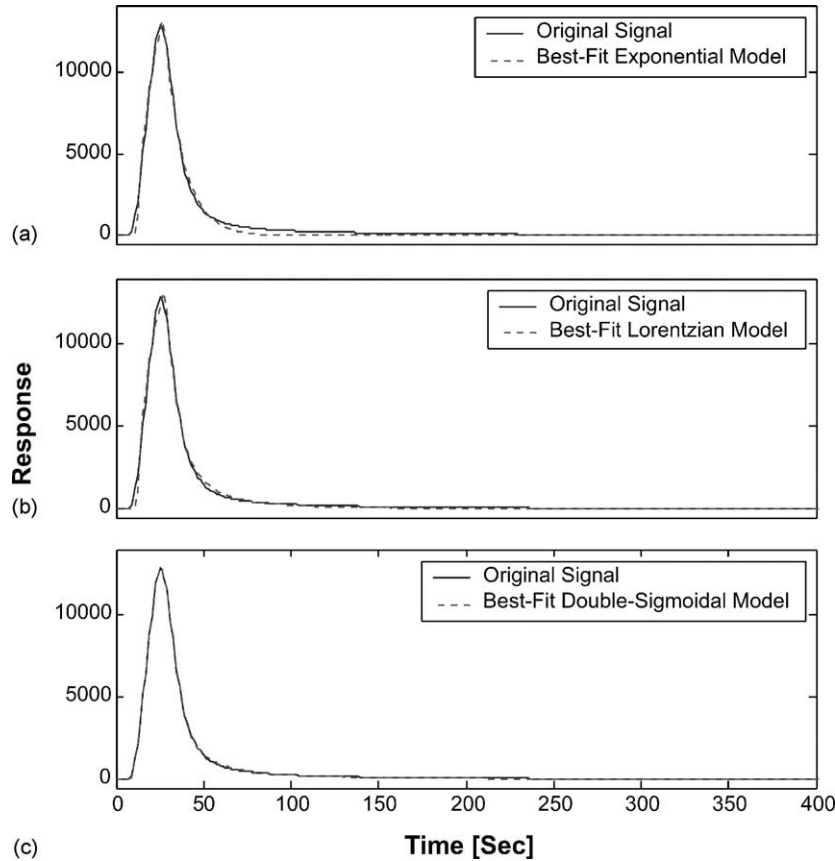 Original Signal
Best-Fit Exponential Model
10000
5000
0
(a)
Original Signal
Best-Fit Lorentzian Model
10000
5000
0
(b)
Response
Original Signal
Best-Fit Double-Sigmoidal Model
10000
5000
0
0 50 100 150 200 250 300 350 400
(c)
Time [Sec]